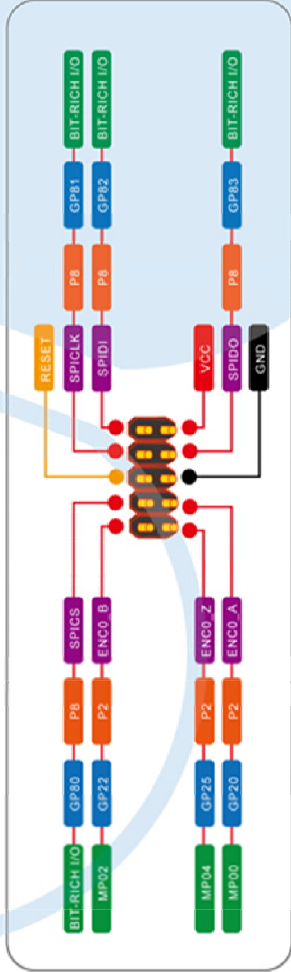 BIT-RICH I/O GP81 P8 SPICLK
BIT-RICH I/O GP82 P8 SPIDI
BIT-RICH I/O GP83 P8 SPIDO
RESET
VCC
GND
SPICS P8 GP80 BIT-RICH I/O
ENC0_B P2 GP22 MP02
ENC0_Z P2 GP25 MP04
ENC0_A P2 GP20 MP00